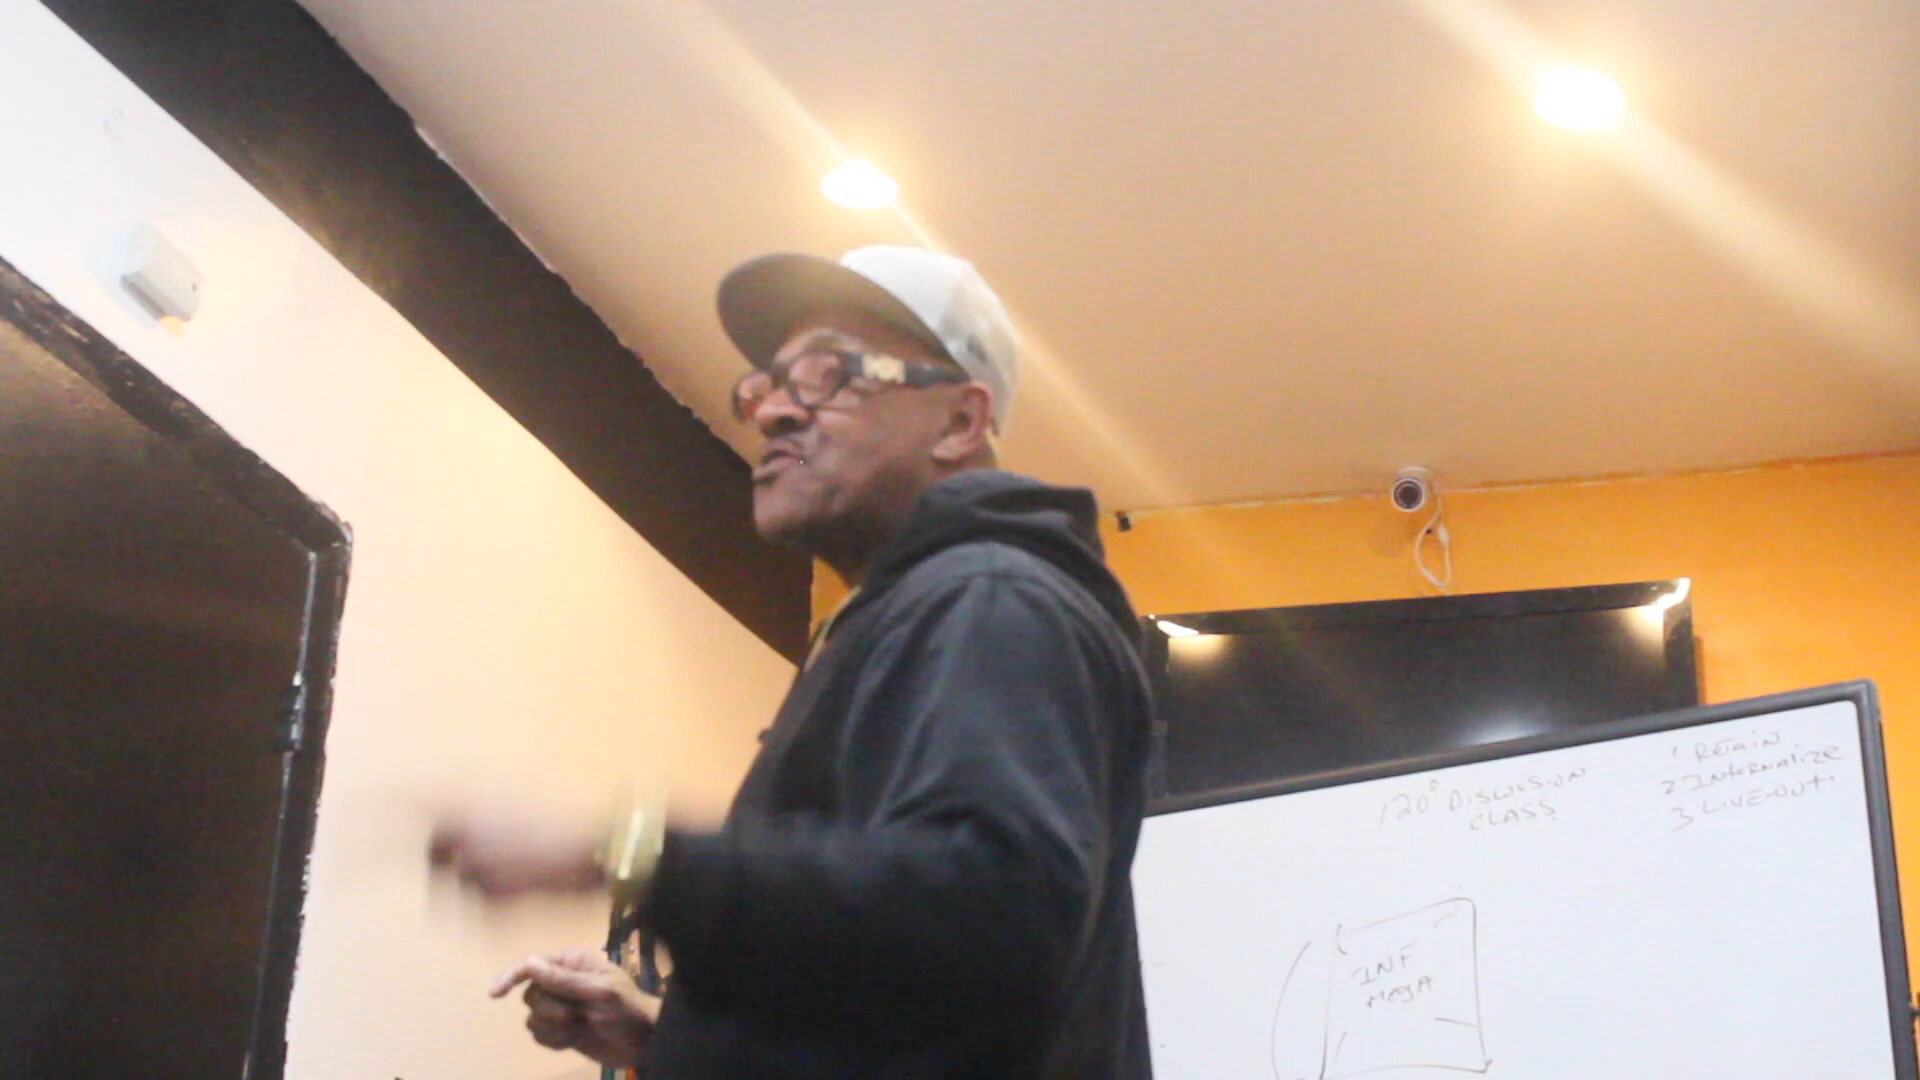 120° DISCUSSION
CLASS
1 RETAIN
2 INTERNALIZE
3 LIVE-OUT.
INF
MEGA